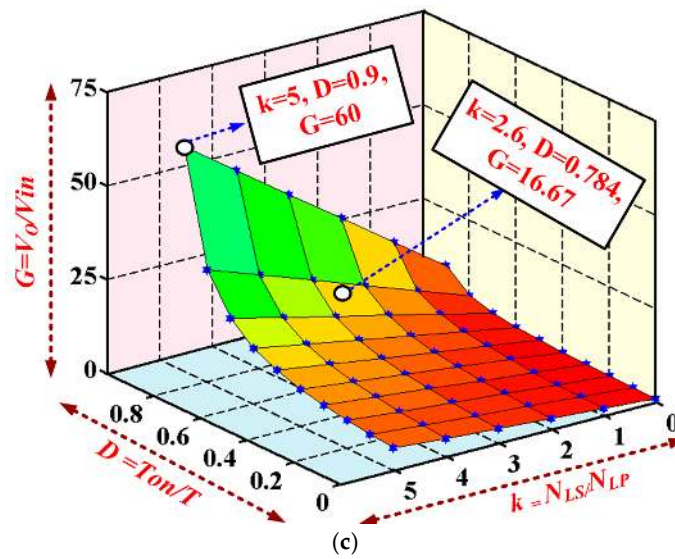 75
50
25
0
G=VO/Vin
k=5, D=0.9,
G=60
k=2.6, D=0.784,
G=16.67
0.8
0.6
0.4
0.2
0
D =Ton/T
5
4
3
2
1
0
k = NLS/NLP
(c)